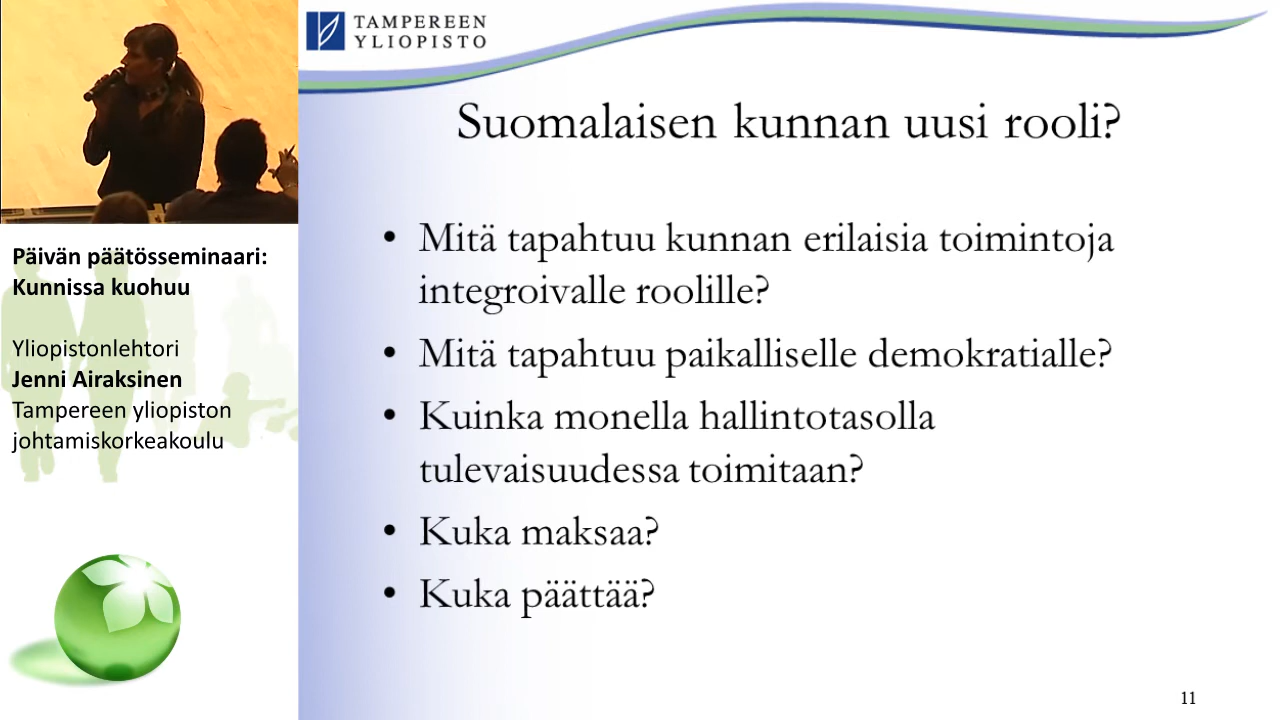 TAMPEREEN
YLIOPISTO
Suomalaisen kunnan uusi rooli?
• Mitä tapahtuu kunnan erilaisia toimintoja
integroivalle roolille?
• Mitä tapahtuu paikalliselle demokratialle?
• Kuinka monella hallintotasolla
tulevaisuudessa toimitaan?
• Kuka maksaa?
• Kuka päättää?
11
Päivän päätösseminaari:
Kunnissa kuohuu
Yliopistonlehtori
Jenni Airaksinen
Tampereen yliopiston
johtamiskorkeakoulu